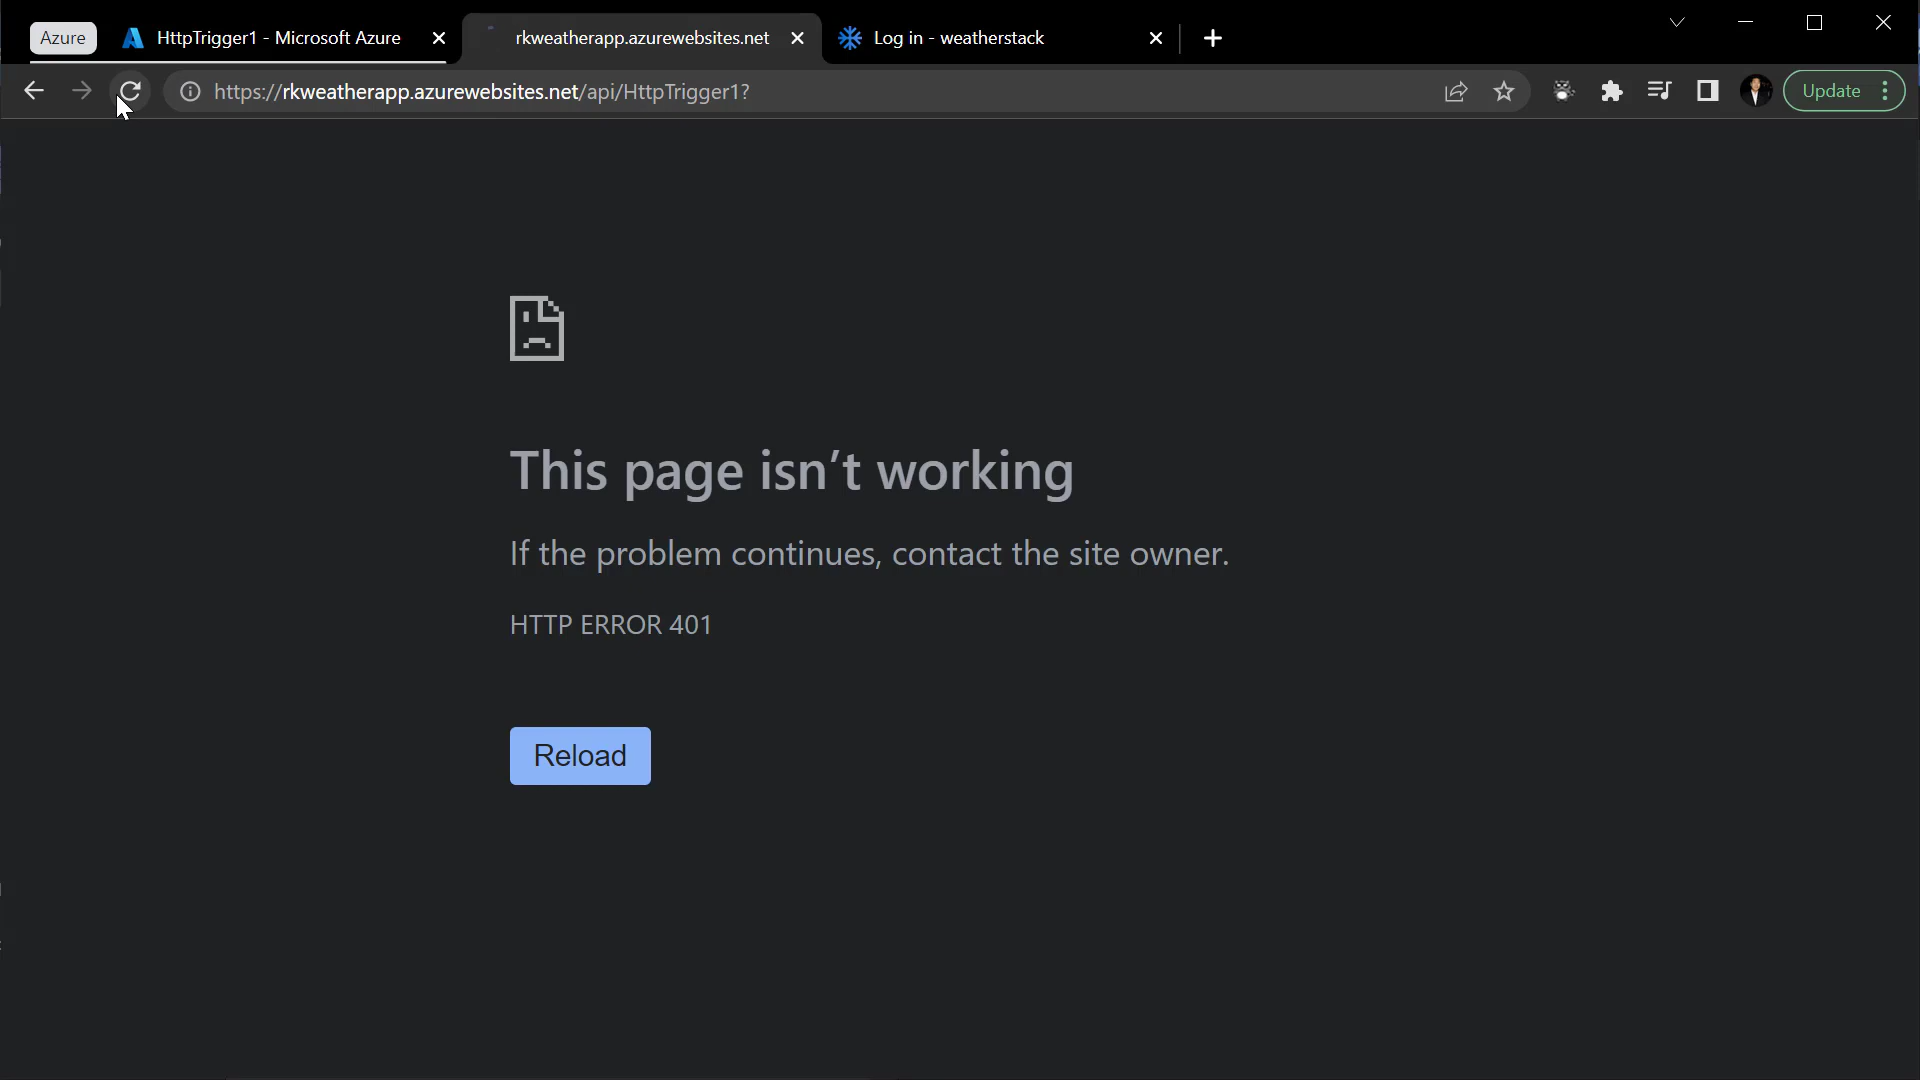 Azure
HttpTrigger1 - Microsoft Azure
rkweatherapp.azurewebsites.net
Log in - weatherstack
https://rkweatherapp.azurewebsites.net/api/HttpTrigger1?
Update
This page isn’t working
If the problem continues, contact the site owner.
HTTP ERROR 401
Reload